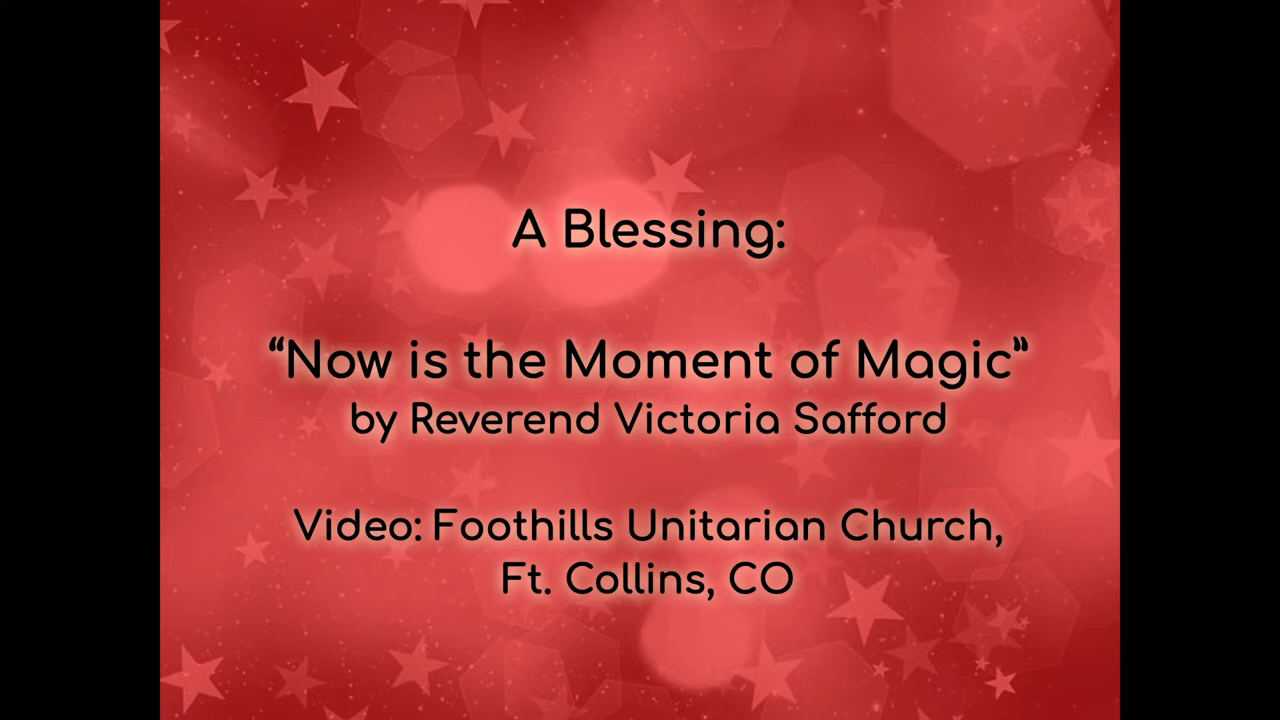 A Blessing:
“Now is the Moment of Magic”
by Reverend Victoria Safford
Video: Foothills Unitarian Church,
Ft. Collins, CO